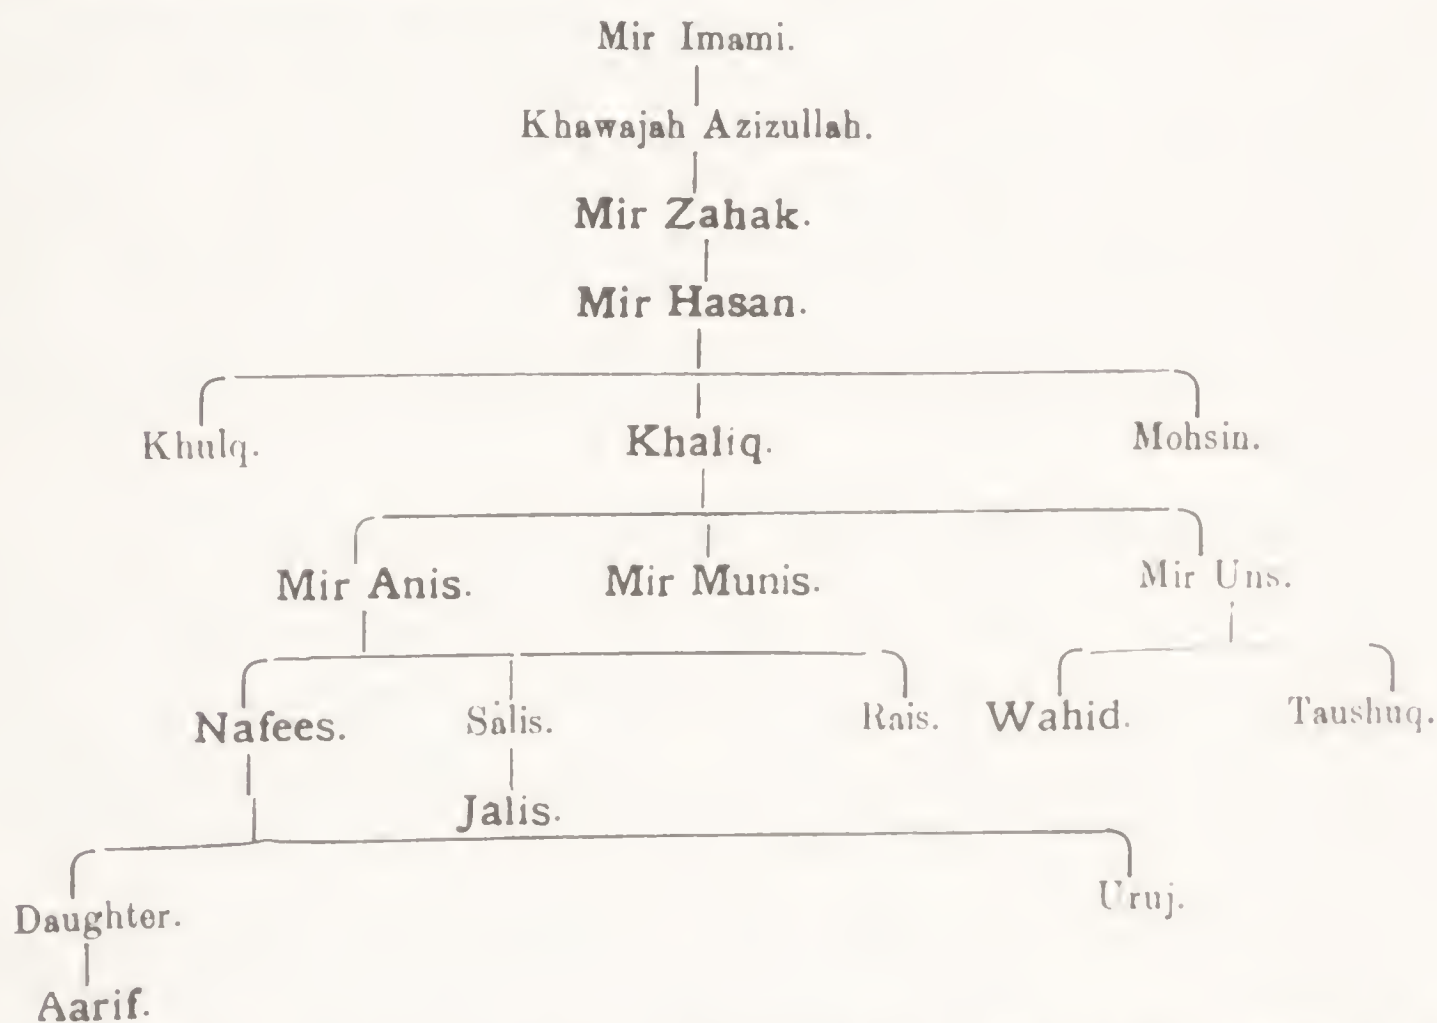 Mir Imami.
Khawajah Azizullah.
Mir Zahak.
Mir Hasan.
Khulq. Khaliq. Mohsin.
Mir Anis. Mir Munis. Mir Uns.
Nafees. Salis. Rais. Wahid. Taushuq.
Jalis.
Daughter. Uruj.
Aarif.